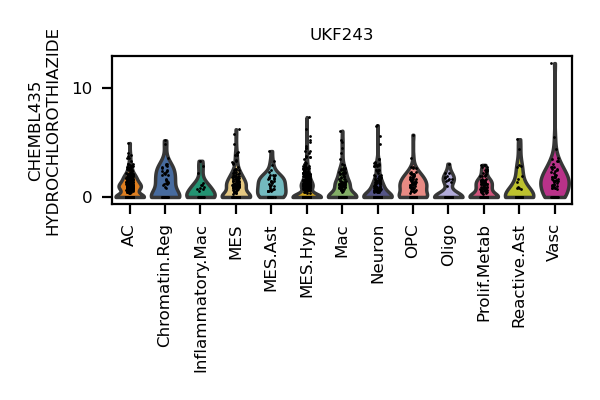 UKF243
CHEMBL435
HYDROCHLOROTHIAZIDE
10
0
AC
Chromatin.Reg
Inflammatory.Mac
MES
MES.Ast
MES.Hyp
Mac
Neuron
OPC
Oligo
Prolif.Metab
Reactive.Ast
Vasc